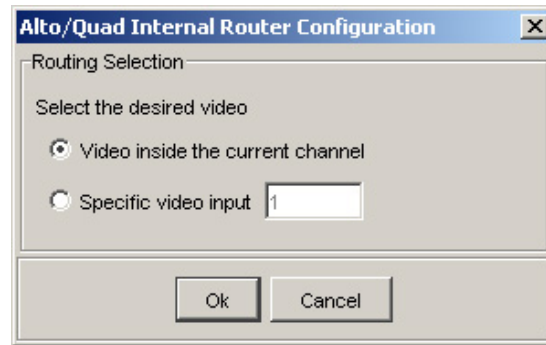 Alto/Quad Internal Router Configuration
Routing Selection
Select the desired video
Video inside the current channel
Specific video input 1
Ok Cancel